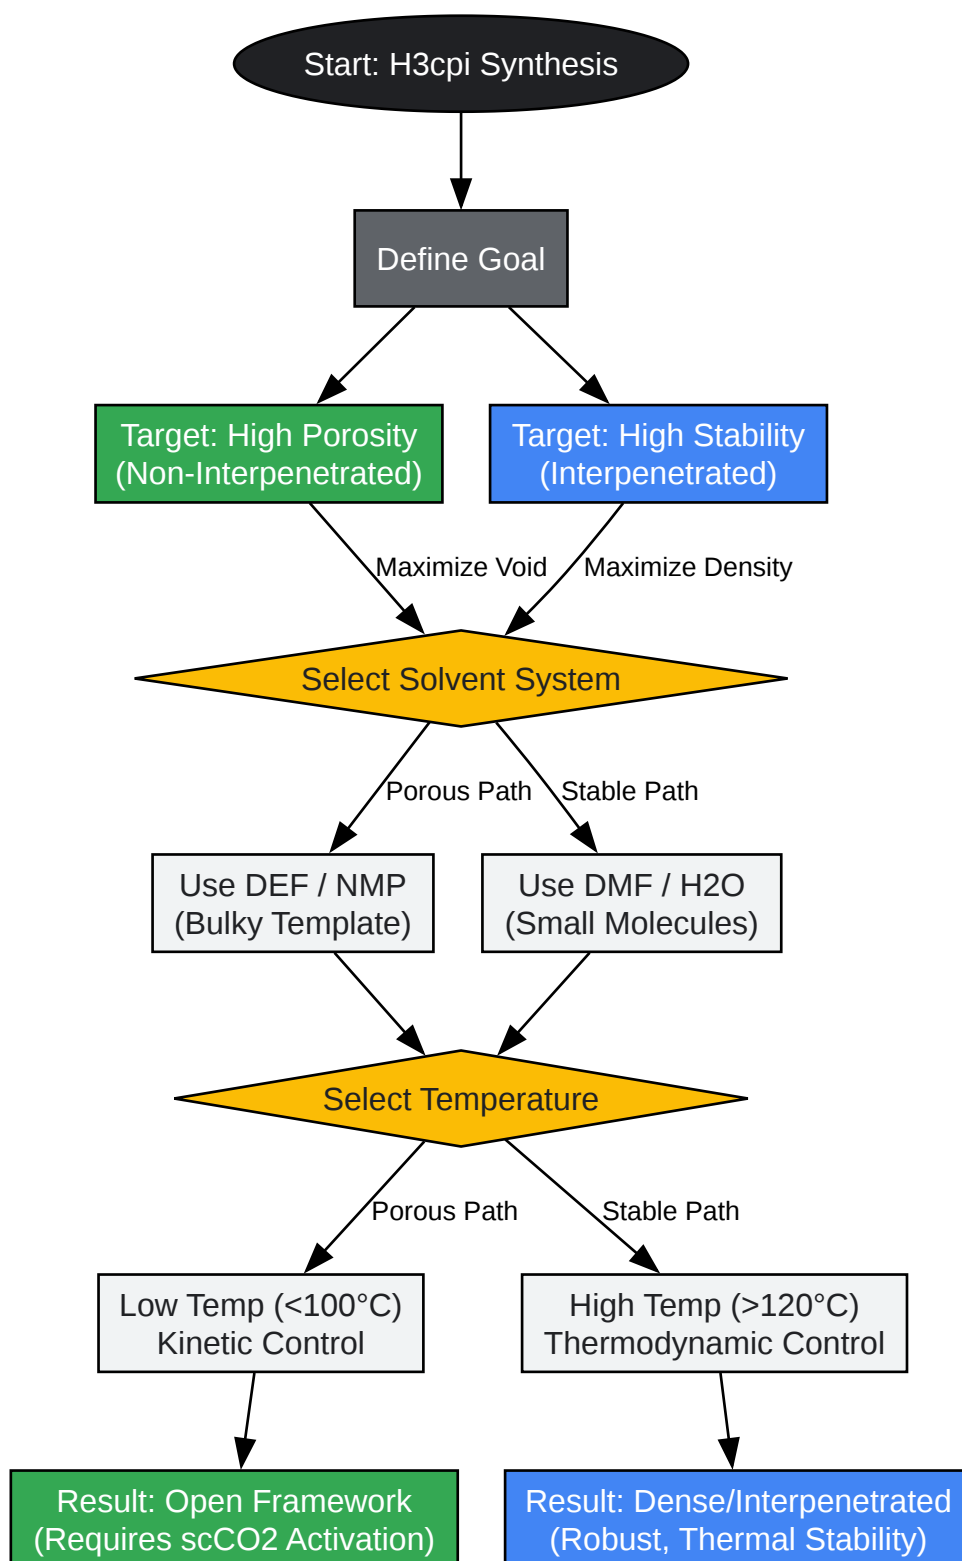 Start: H3cpi Synthesis
Define Goal
Target: High Porosity
(Non-Interpenetrated)
Target: High Stability
(Interpenetrated)
Maximize Void
Maximize Density
Select Solvent System
Porous Path
Stable Path
Use DEF / NMP
(Bulky Template)
Use DMF / H2O
(Small Molecules)
Select Temperature
Porous Path
Stable Path
Low Temp (<100°C)
Kinetic Control
High Temp (>120°C)
Thermodynamic Control
Result: Open Framework
(Requires scCO2 Activation)
Result: Dense/Interpenetrated
(Robust, Thermal Stability)